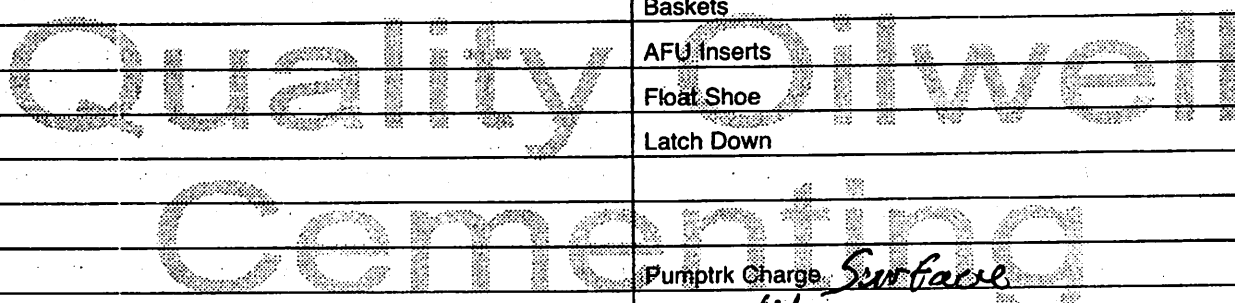 Baskets
Quality Oilwell
AFU Inserts
Float Shoe
Latch Down
Cementing
Pumptrk Charge Surface